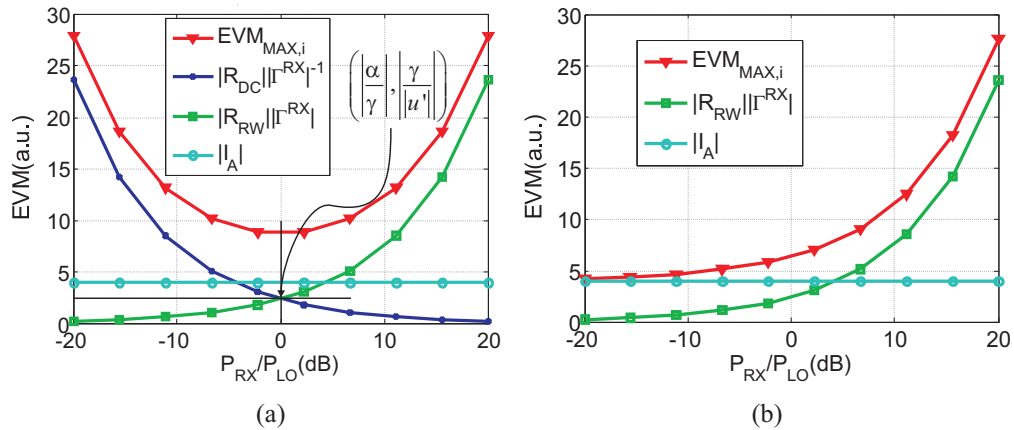 30
25
20
15
10
5
0
EVM(a.u.)
-20
-10
0
10
20
P_RX/P_LO(dB)
EVM_MAX,i
|R_DC||Γ^RX|^-1
|R_RW||Γ^RX|
|I_A|
(|α/γ|, |γ/|u'||)
(a)
30
25
20
15
10
5
0
EVM(a.u.)
-20
-10
0
10
20
P_RX/P_LO(dB)
EVM_MAX,i
|R_RW||Γ^RX|
|I_A|
(b)